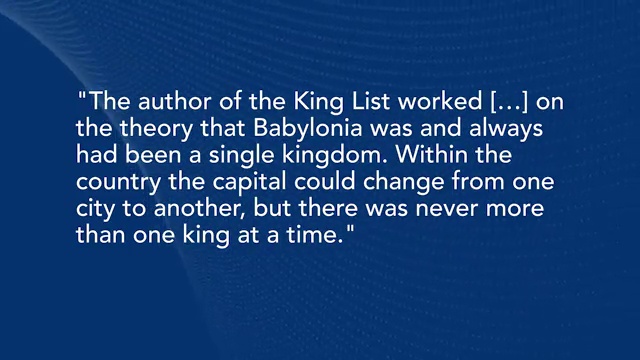 "The author of the King List worked […] on
the theory that Babylonia was and always
had been a single kingdom. Within the
country the capital could change from one
city to another, but there was never more
than one king at a time."